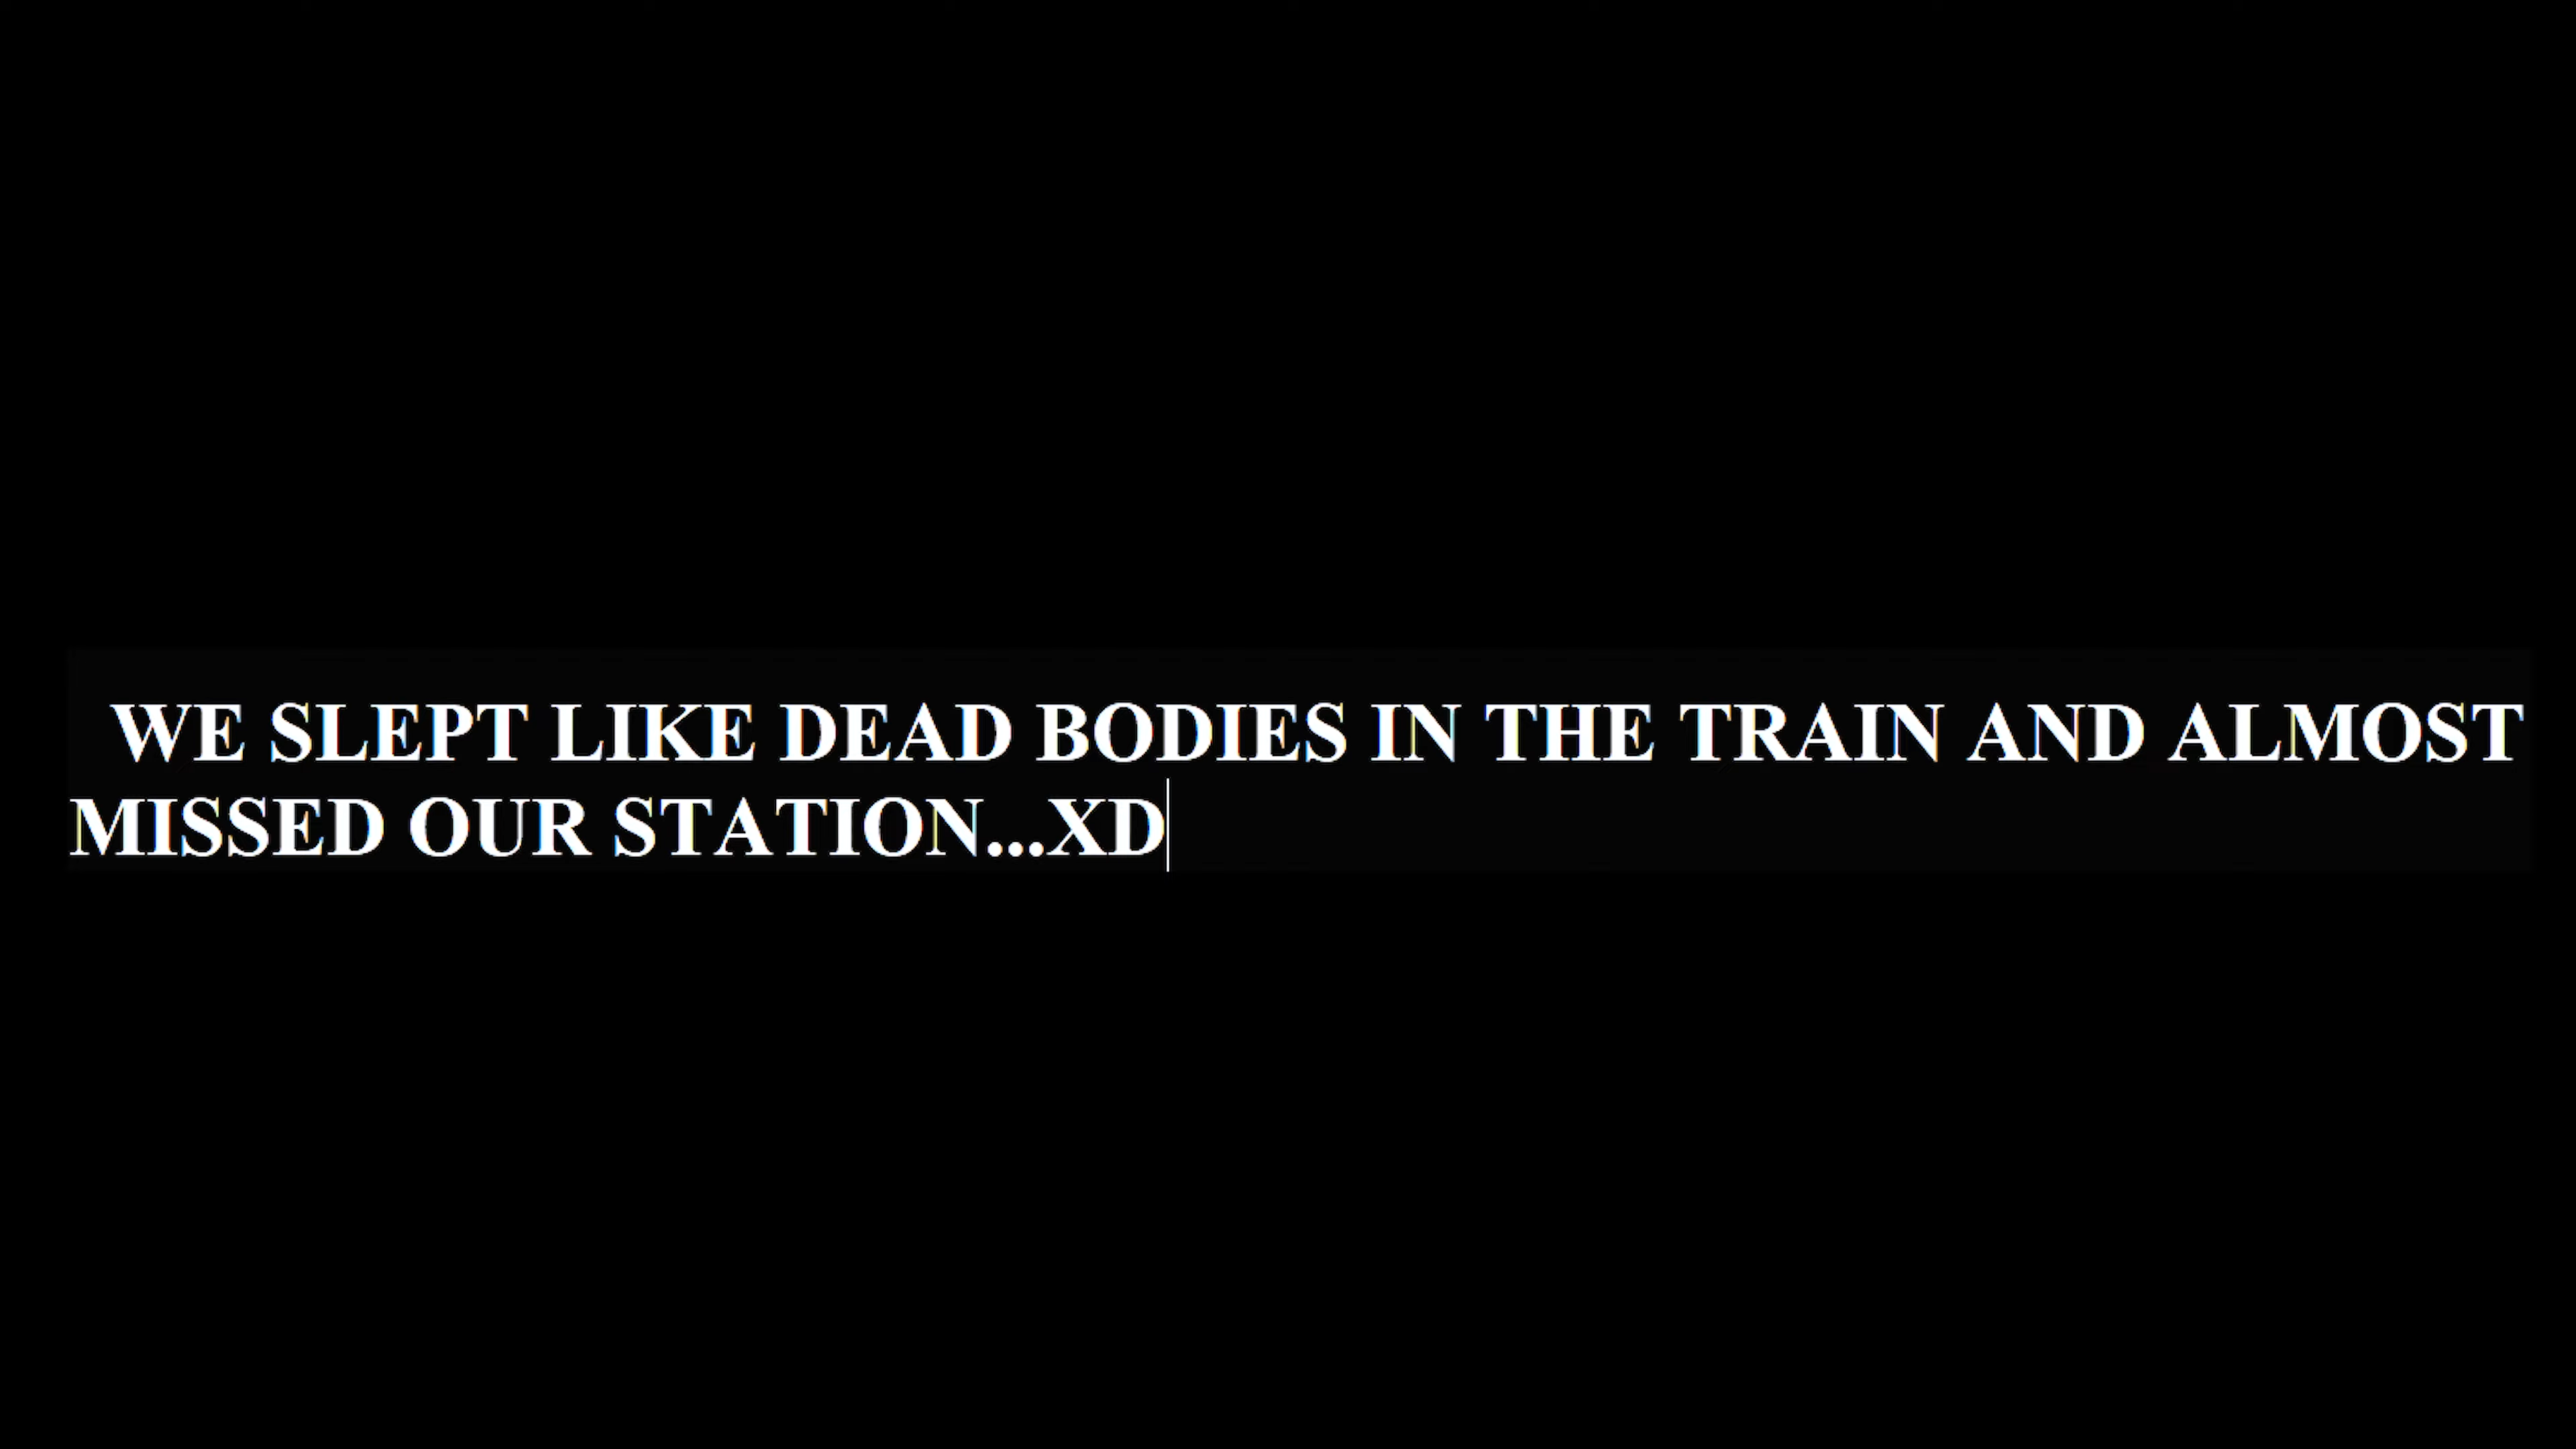 WE SLEPT LIKE DEAD BODIES IN THE TRAIN AND ALMOST
MISSED OUR STATION...XD